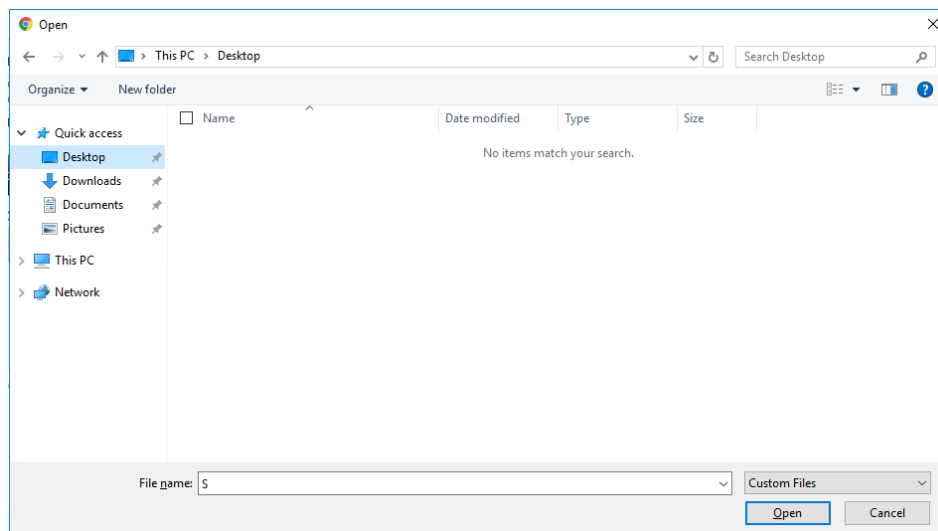 Open
This PC > Desktop
Search Desktop
Organize
New folder
Name
Date modified
Type
Size
Quick access
No items match your search.
Desktop
Downloads
Documents
Pictures
This PC
Network
File name: S
Custom Files
Open
Cancel